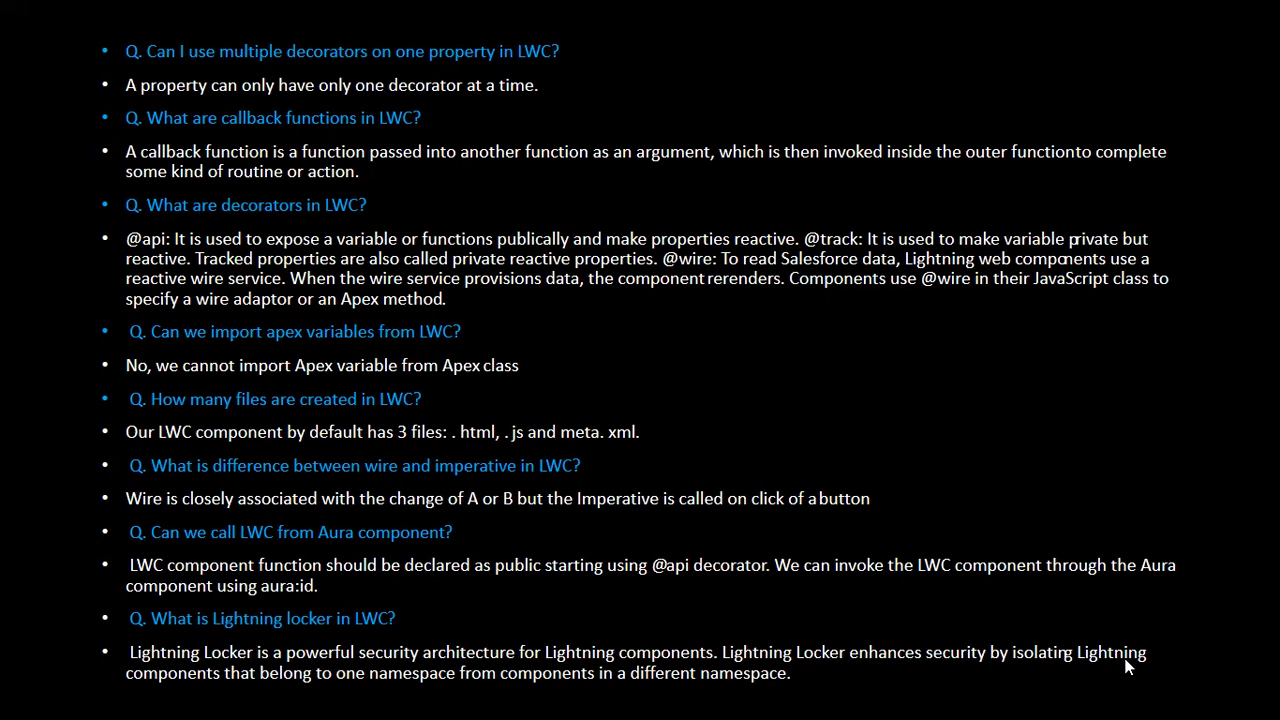 • Q. Can I use multiple decorators on one property in LWC?
• A property can only have only one decorator at a time.
• Q. What are callback functions in LWC?
• A callback function is a function passed into another function as an argument, which is then invoked inside the outer function to complete
some kind of routine or action.
• Q. What are decorators in LWC?
• @api: It is used to expose a variable or functions publically and make properties reactive. @track: It is used to make variable private but
reactive. Tracked properties are also called private reactive properties. @wire: To read Salesforce data, Lightning web components use a
reactive wire service. When the wire service provisions data, the component rerenders. Components use @wire in their JavaScript class to
specify a wire adaptor or an Apex method.
• Q. Can we import apex variables from LWC?
• No, we cannot import Apex variable from Apex class
• Q. How many files are created in LWC?
• Our LWC component by default has 3 files: . html, . js and meta. xml.
• Q. What is difference between wire and imperative in LWC?
• Wire is closely associated with the change of A or B but the Imperative is called on click of a button
• Q. Can we call LWC from Aura component?
• LWC component function should be declared as public starting using @api decorator. We can invoke the LWC component through the Aura
component using aura:id.
• Q. What is Lightning locker in LWC?
• Lightning Locker is a powerful security architecture for Lightning components. Lightning Locker enhances security by isolating Lightning
components that belong to one namespace from components in a different namespace.